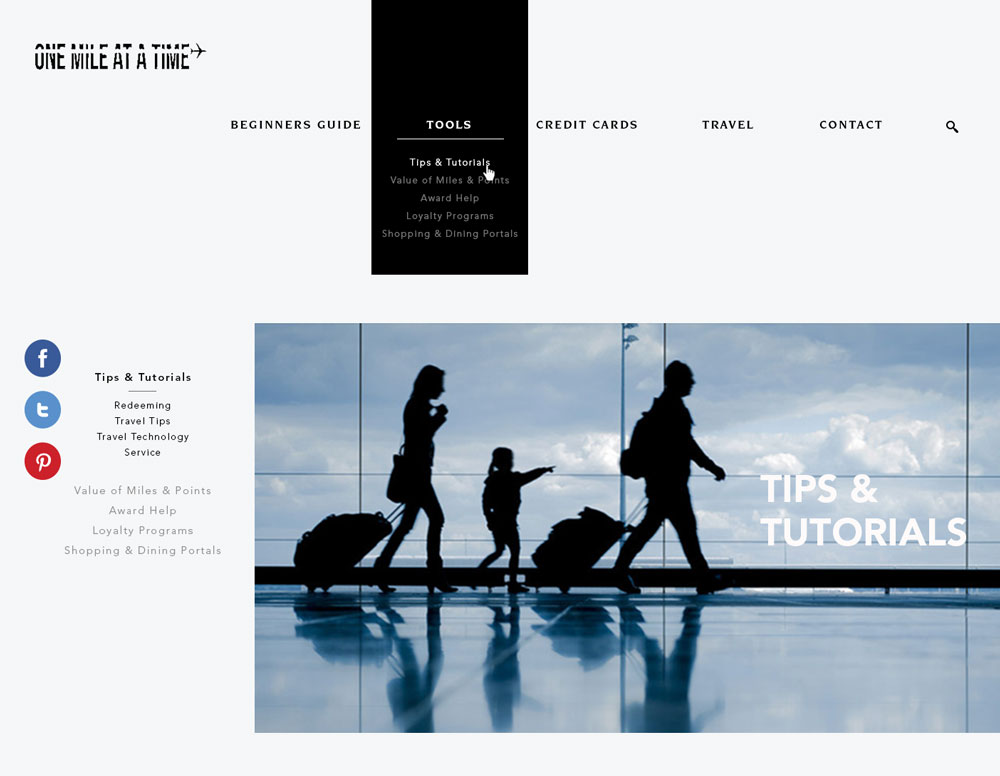 ONE MILE AT A TIME
BEGINNERS GUIDE
TOOLS
CREDIT CARDS
TRAVEL
CONTACT
Tips & Tutorials
Value of Miles & Points
Award Help
Loyalty Programs
Shopping & Dining Portals
f
t
p
Tips & Tutorials
Redeeming
Travel Tips
Travel Technology
Service
Value of Miles & Points
Award Help
Loyalty Programs
Shopping & Dining Portals
TIPS &
TUTORIALS